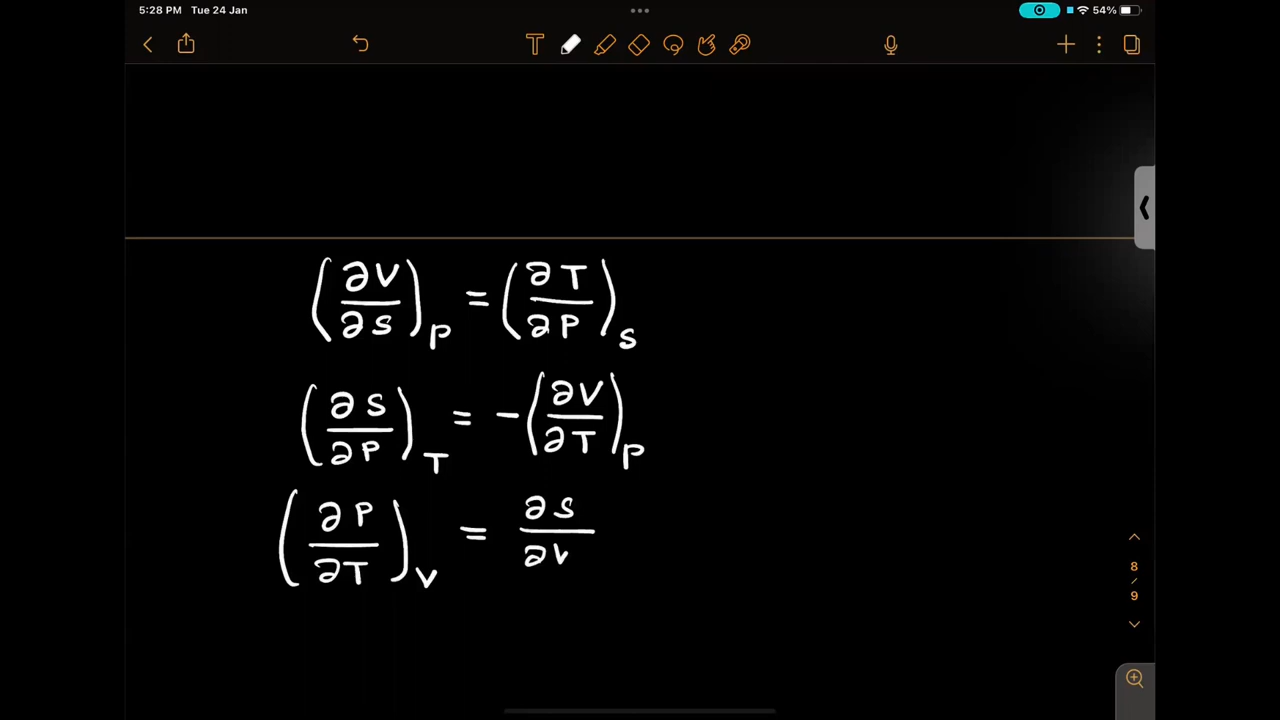 5:28 PM Tue 24 Jan 54%
(∂V/∂S)_P = (∂T/∂P)_S
(∂S/∂P)_T = -(∂V/∂T)_P
(∂P/∂T)_V = ∂S/∂V
8
/
9